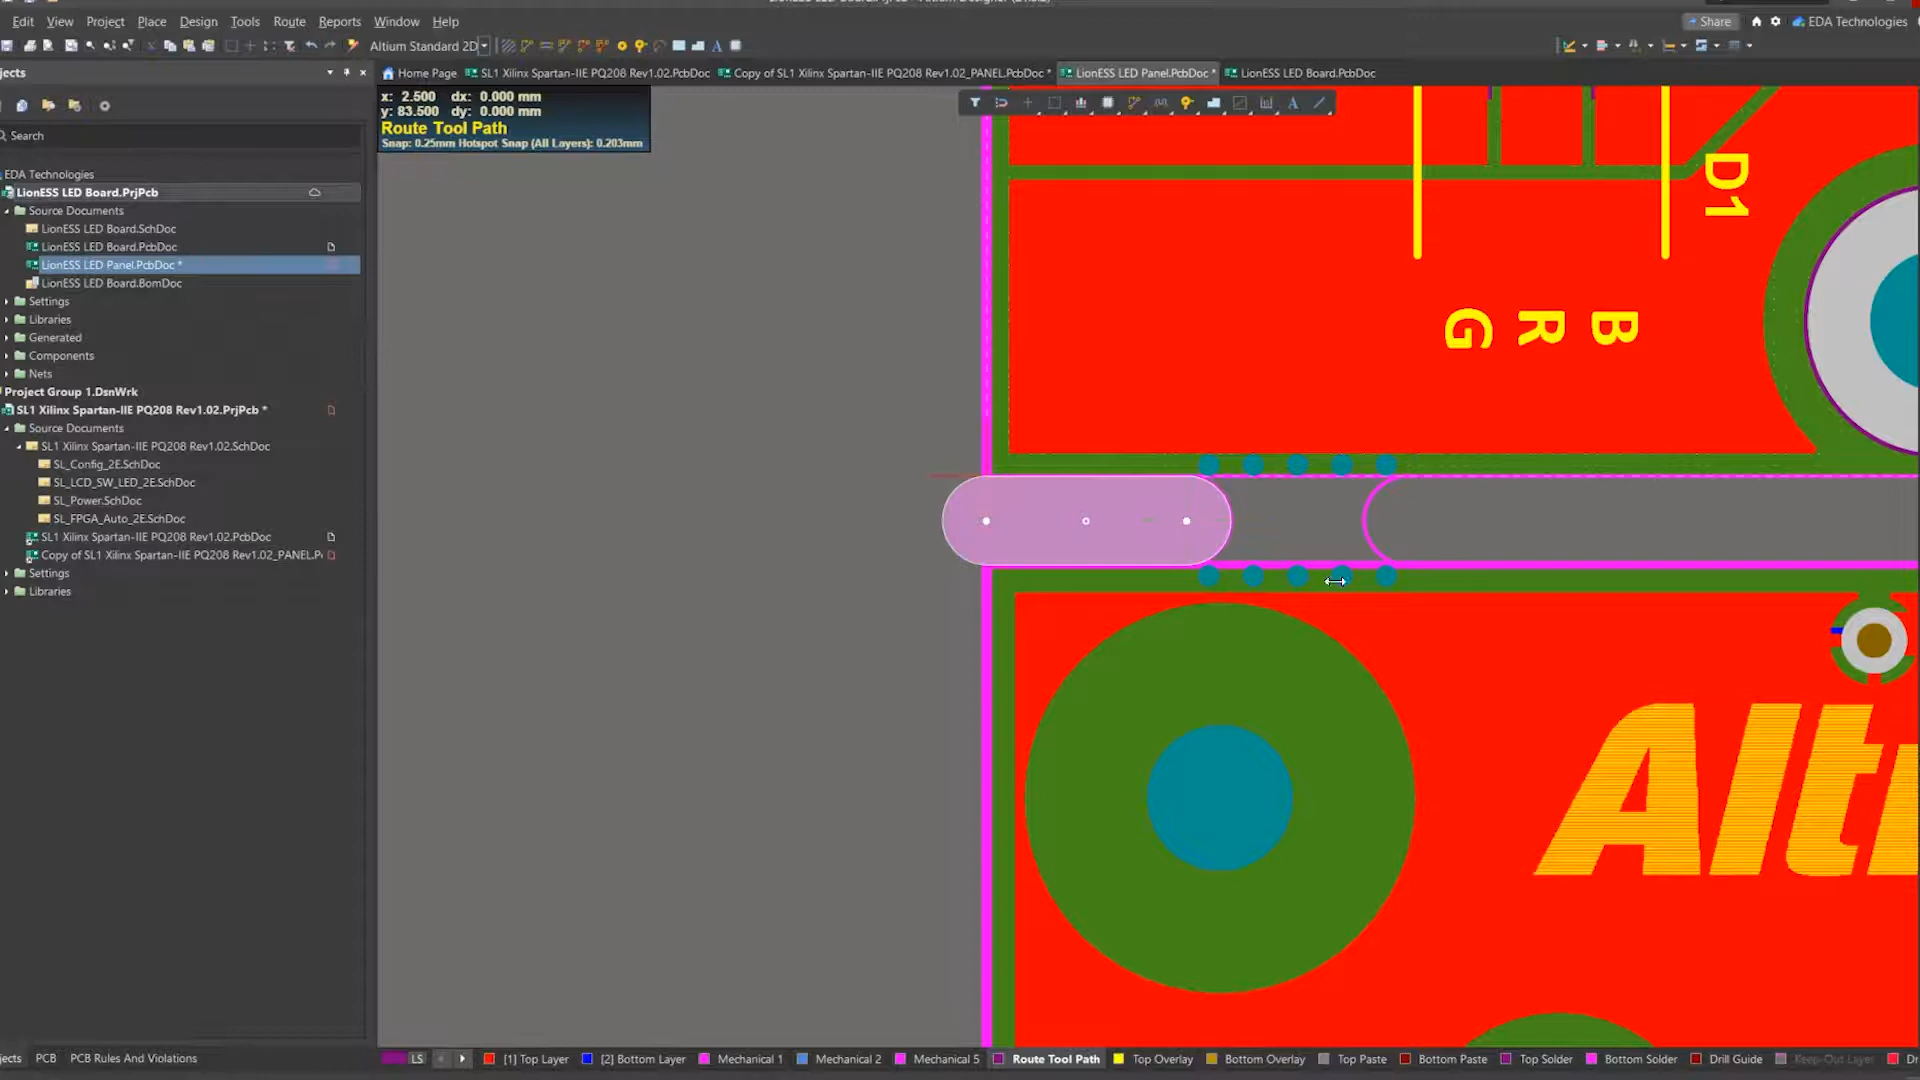 Edit View Project Place Design Tools Route Reports Window Help
Share EDA Technologies
Altium Standard 2D
jects
Home Page SL1 Xilinx Spartan-IIE PQ208 Rev1.02.PcbDoc Copy of SL1 Xilinx Spartan-IIE PQ208 Rev1.02_PANEL.PcbDoc * LionESS LED Panel.PcbDoc * LionESS LED Board.PcbDoc
x: 2.500 dx: 0.000 mm
y: 83.500 dy: 0.000 mm
Route Tool Path
Snap: 0.25mm Hotspot Snap (All Layers): 0.203mm
Search
EDA Technologies
LionESS LED Board.PrjPcb
Source Documents
LionESS LED Board.SchDoc
LionESS LED Board.PcbDoc
LionESS LED Panel.PcbDoc *
LionESS LED Board.BomDoc
Settings
Libraries
Generated
Components
Nets
Project Group 1.DsnWrk
SL1 Xilinx Spartan-IIE PQ208 Rev1.02.PrjPcb *
Source Documents
SL1 Xilinx Spartan-IIE PQ208 Rev1.02.SchDoc
SL_Config_2E.SchDoc
SL_LCD_SW_LED_2E.SchDoc
SL_Power.SchDoc
SL_FPGA_Auto_2E.SchDoc
SL1 Xilinx Spartan-IIE PQ208 Rev1.02.PcbDoc
Copy of SL1 Xilinx Spartan-IIE PQ208 Rev1.02_PANEL.P
Settings
Libraries
D1
G R B
Alt
jects PCB PCB Rules And Violations
LS [1] Top Layer [2] Bottom Layer Mechanical 1 Mechanical 2 Mechanical 5 Route Tool Path Top Overlay Bottom Overlay Top Paste Bottom Paste Top Solder Bottom Solder Drill Guide Keep-Out Layer Dr